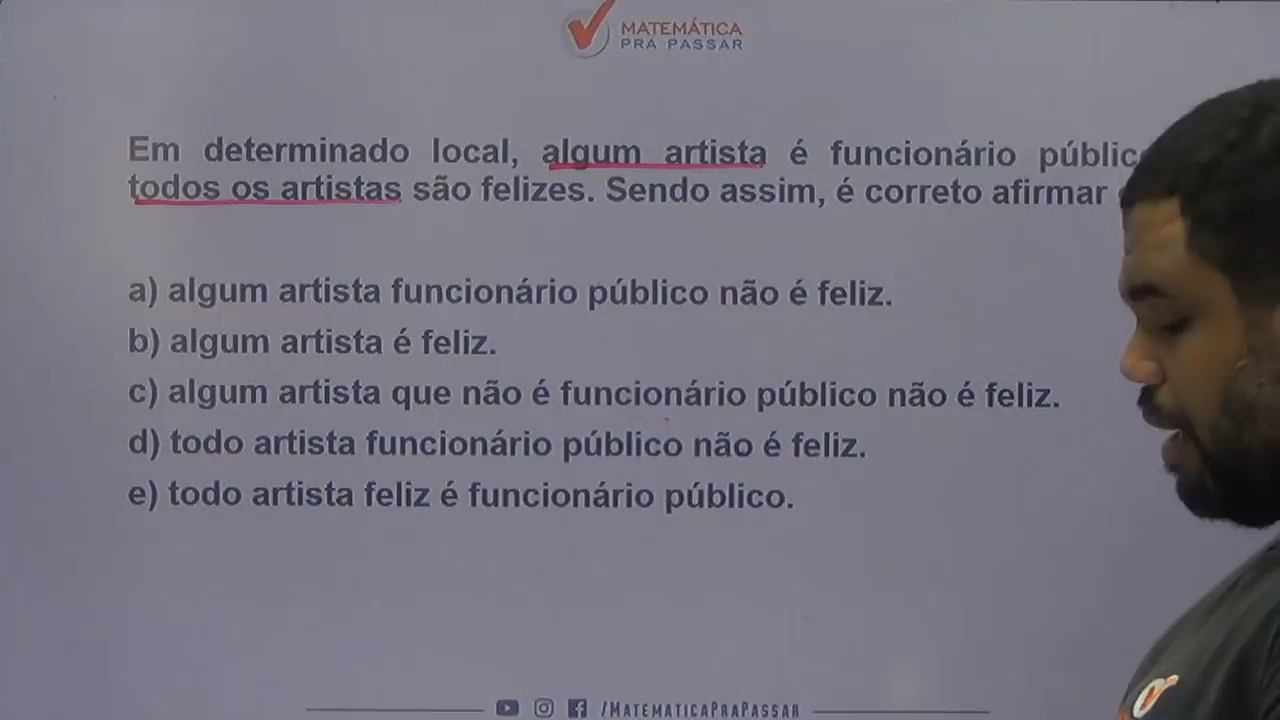 MATEMÁTICA
PRA PASSAR
Em determinado local, algum artista é funcionário
todos os artistas são felizes. Sendo assim, é correto afirmar
a) algum artista funcionário público não é feliz.
b) algum artista é feliz.
c) algum artista que não é funcionário público não é feliz.
d) todo artista funcionário público não é feliz.
e) todo artista feliz é funcionário público.
/MATEMATICAPRAPASSAR